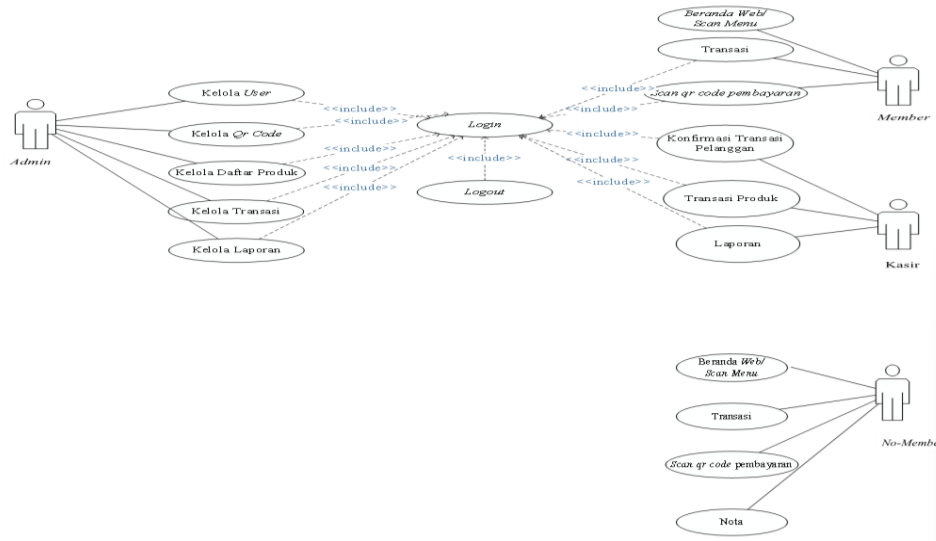 Beranda Web/
Scan Menu
Transasi
Scan qr code pembayaran
Member
Kelola User
Kelola Qr Code
Kelola Daftar Produk
Kelola Transasi
Kelola Laporan
Admin
<<include>>
<<include>>
<<include>>
<<include>>
<<include>>
Login
<<include>>
Logout
<<include>>
<<include>>
<<include>>
<<include>>
<<include>>
Konfirmasi Transasi
Pelanggan
Transasi Produk
Laporan
Kasir
Beranda Web/
Scan Menu
Transasi
Scan qr code pembayaran
Nota
No-Membe